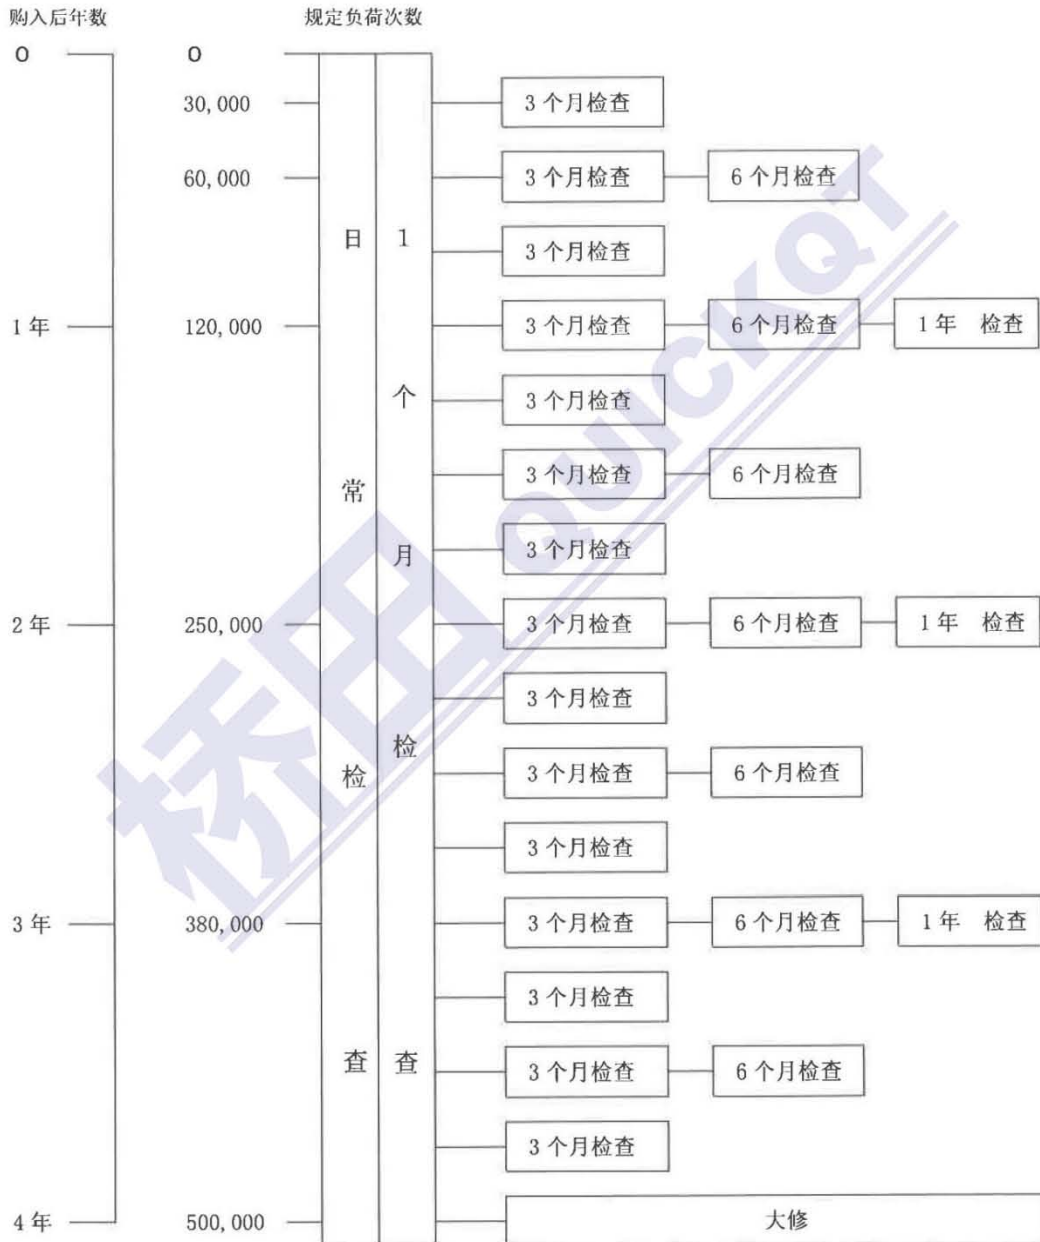 购入后年数 规定负荷次数
0 0
30,000 3个月检查
60,000 3个月检查 6个月检查
日 1
3个月检查
1年 120,000 3个月检查 6个月检查 1年 检查
个 3个月检查
常 3个月检查 6个月检查
月 3个月检查
2年 250,000 3个月检查 6个月检查 1年 检查
3个月检查
检 检 3个月检查 6个月检查
3个月检查
3年 380,000 3个月检查 6个月检查 1年 检查
3个月检查
查 查 3个月检查 6个月检查
3个月检查
4年 500,000 大修
桥田 QUICKQT